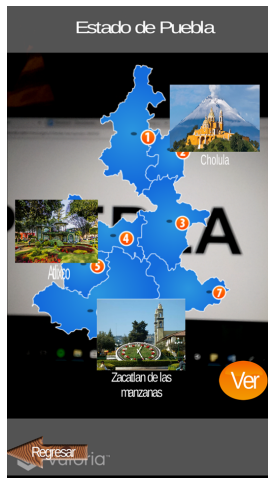 Estado de Puebla
1
2
Cholula
3
4
Atlixco
5
7
Zacatlan de las
manzanas
Ver
Regresar